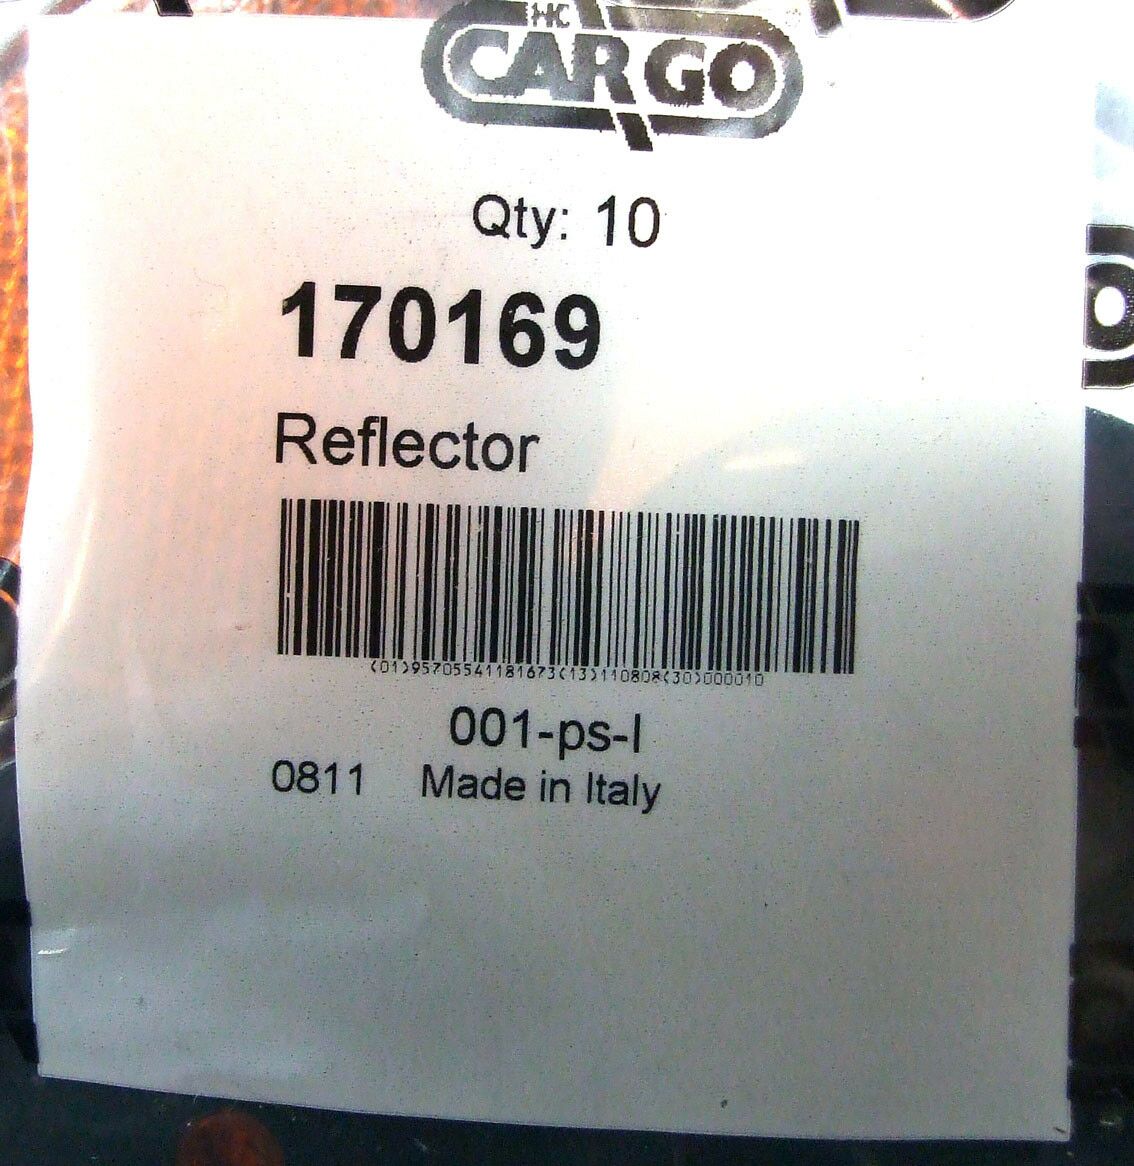 HC
CARGO
Qty: 10
170169
Reflector
(01)95705541181673(13)110808(30)000010
001-ps-I
0811 Made in Italy